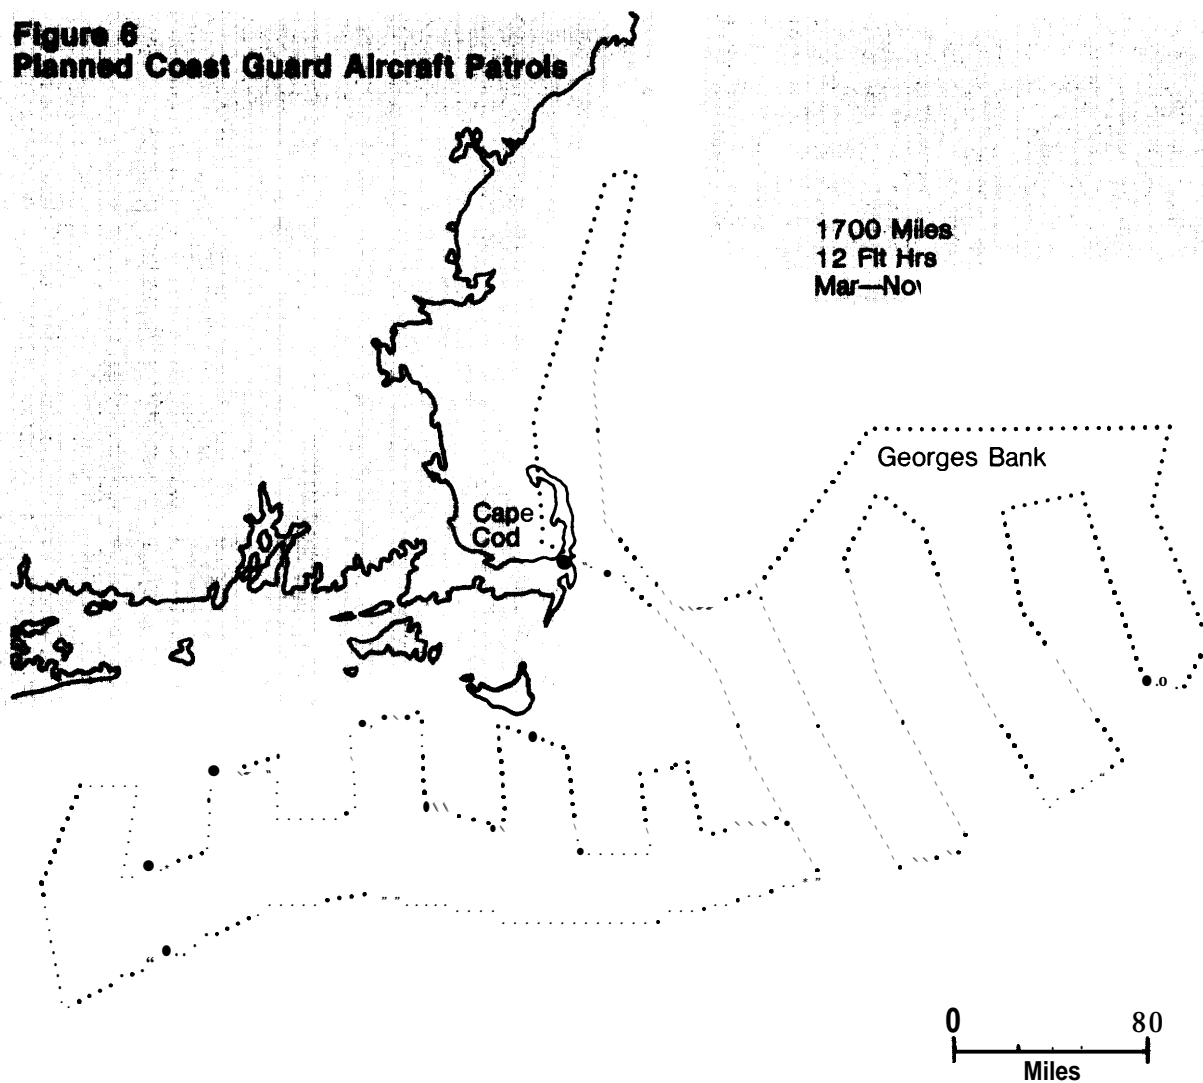 Figure 6
Planned Coast Guard Aircraft Patrols
1700 Miles
12 Flt Hrs
Mar—Nov
Georges Bank
Cape
Cod
0 80
Miles